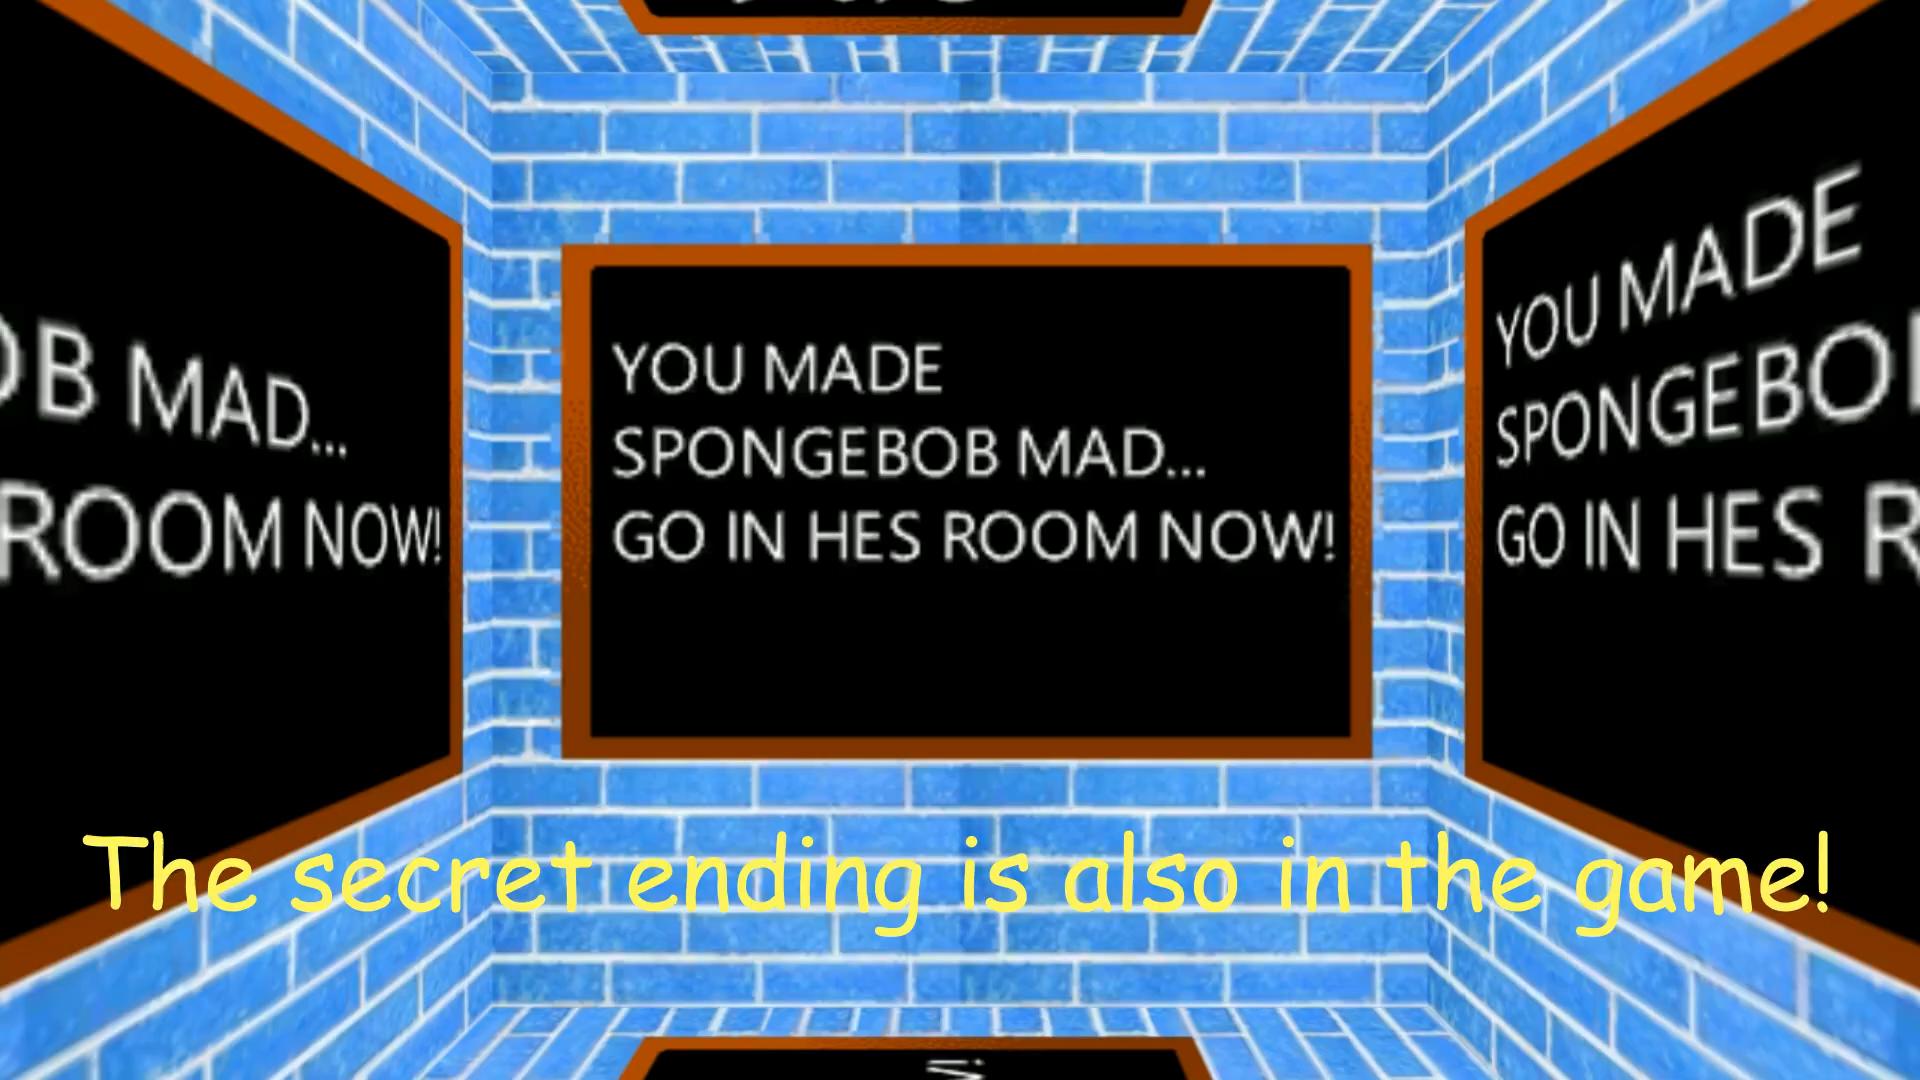 YOU MADE
SPONGEBOB MAD...
GO IN HES ROOM NOW!
OB MAD...
ROOM NOW!
YOU MADE
SPONGEBO
GO IN HES R
The secret ending is also in the game!